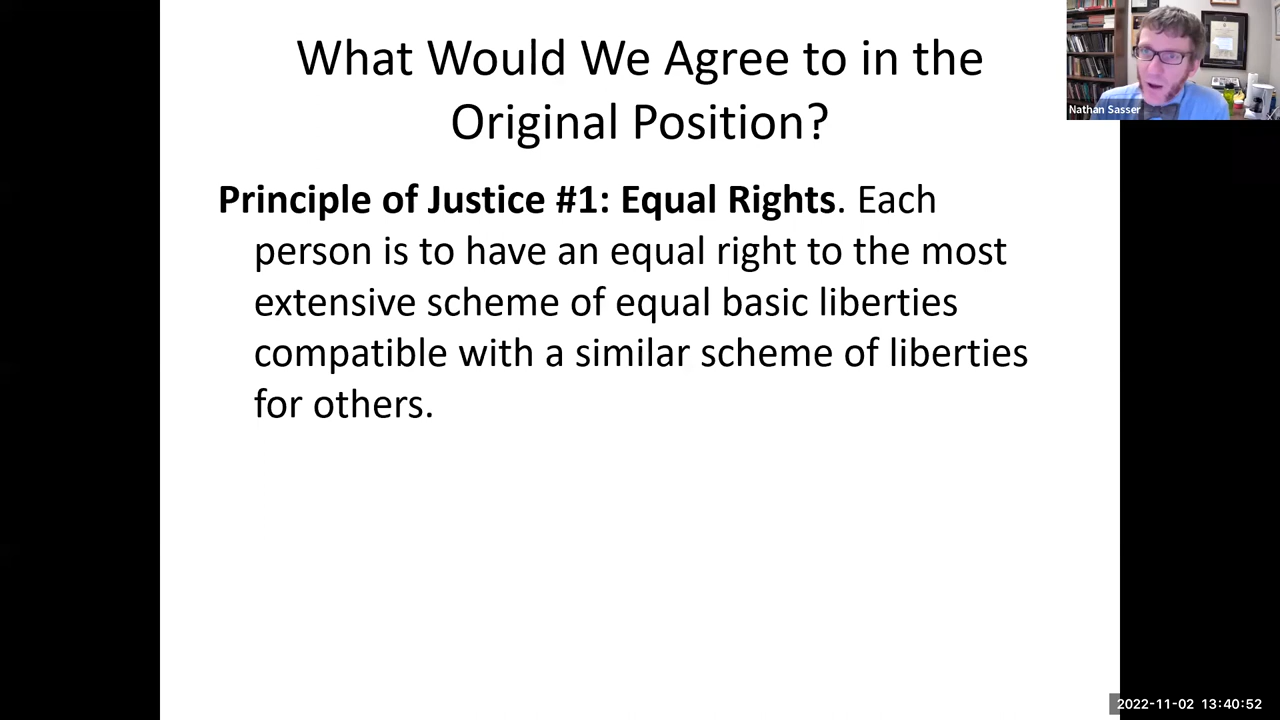 What Would We Agree to in the
Original Position?
Principle of Justice #1: Equal Rights. Each
person is to have an equal right to the most
extensive scheme of equal basic liberties
compatible with a similar scheme of liberties
for others.
Nathan Sasser
2022-11-02 13:40:52